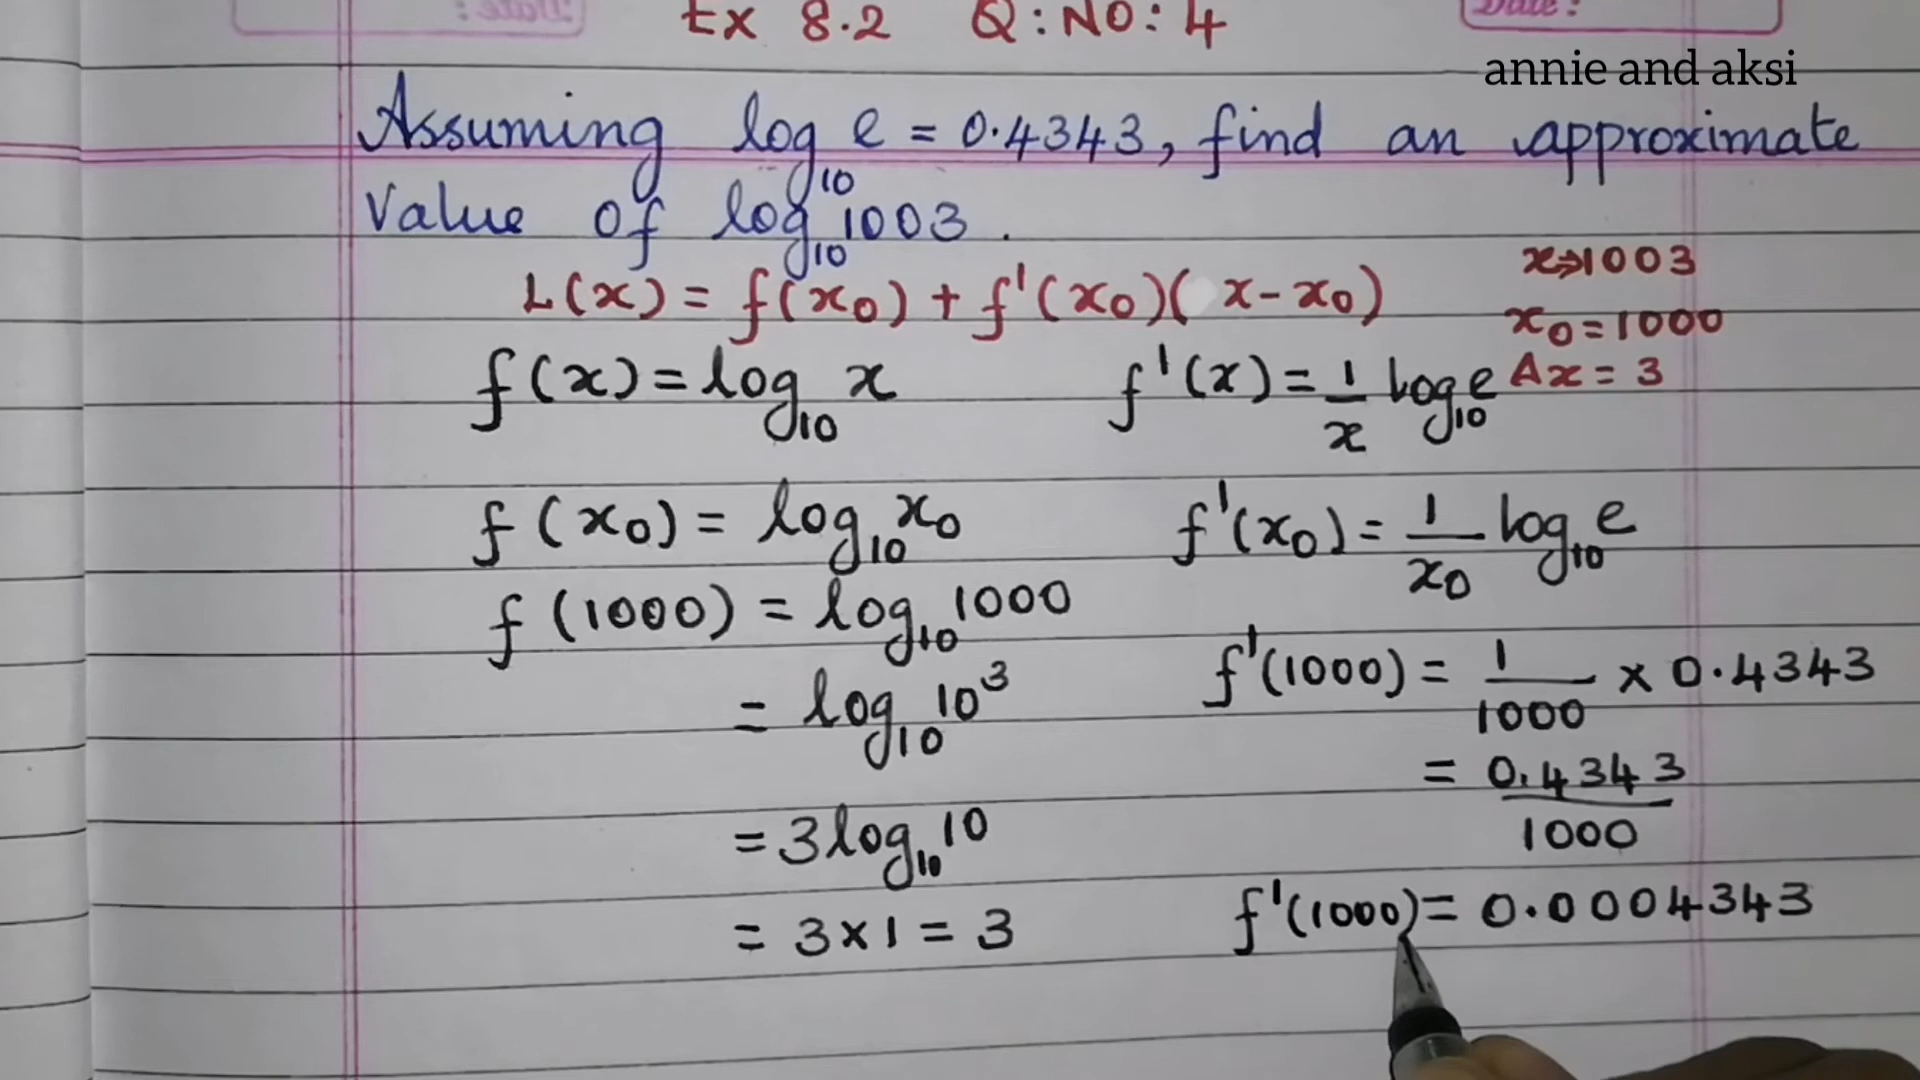 Date:
Ex 8.2 Q:NO:4
Date:
annie and aksi
Assuming log₁₀ e = 0.4343, find an approximate
Value of log₁₀ 1003.
x→1003
L(x) = f(x₀) + f'(x₀)(x-x₀)
x₀=1000
Δx = 3
f(x) = log₁₀ x
f'(x) = 1/x log₁₀ e
f(x₀) = log₁₀ x₀
f'(x₀) = 1/x₀ log₁₀ e
f(1000) = log₁₀ 1000
f'(1000) = 1/1000 × 0.4343
= log₁₀ 10³
= 0.4343/1000
= 3 log₁₀ 10
f'(1000) = 0.0004343
= 3×1 = 3